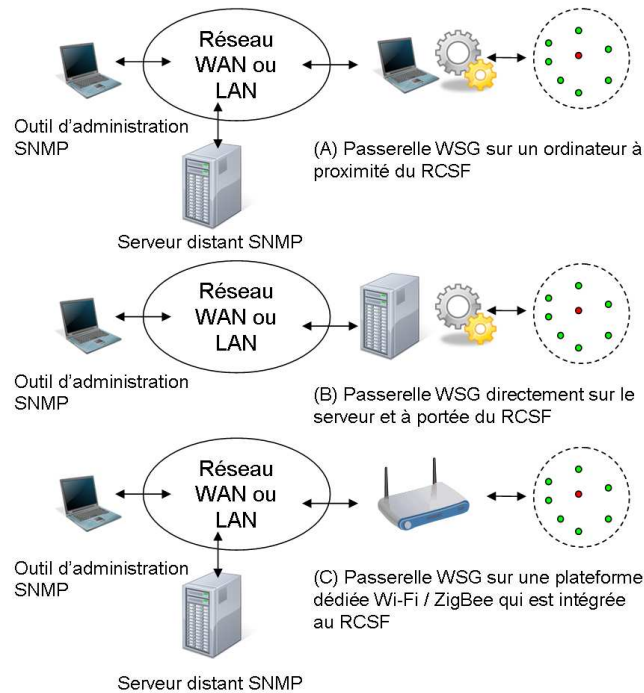 Réseau
WAN ou
LAN
Outil d'administration
SNMP
(A) Passerelle WSG sur un ordinateur à
proximité du RCSF
Serveur distant SNMP
Réseau
WAN ou
LAN
Outil d'administration
SNMP
(B) Passerelle WSG directement sur le
serveur et à portée du RCSF
Réseau
WAN ou
LAN
Outil d'administration
SNMP
(C) Passerelle WSG sur une plateforme
dédiée Wi-Fi / ZigBee qui est intégrée
au RCSF
Serveur distant SNMP